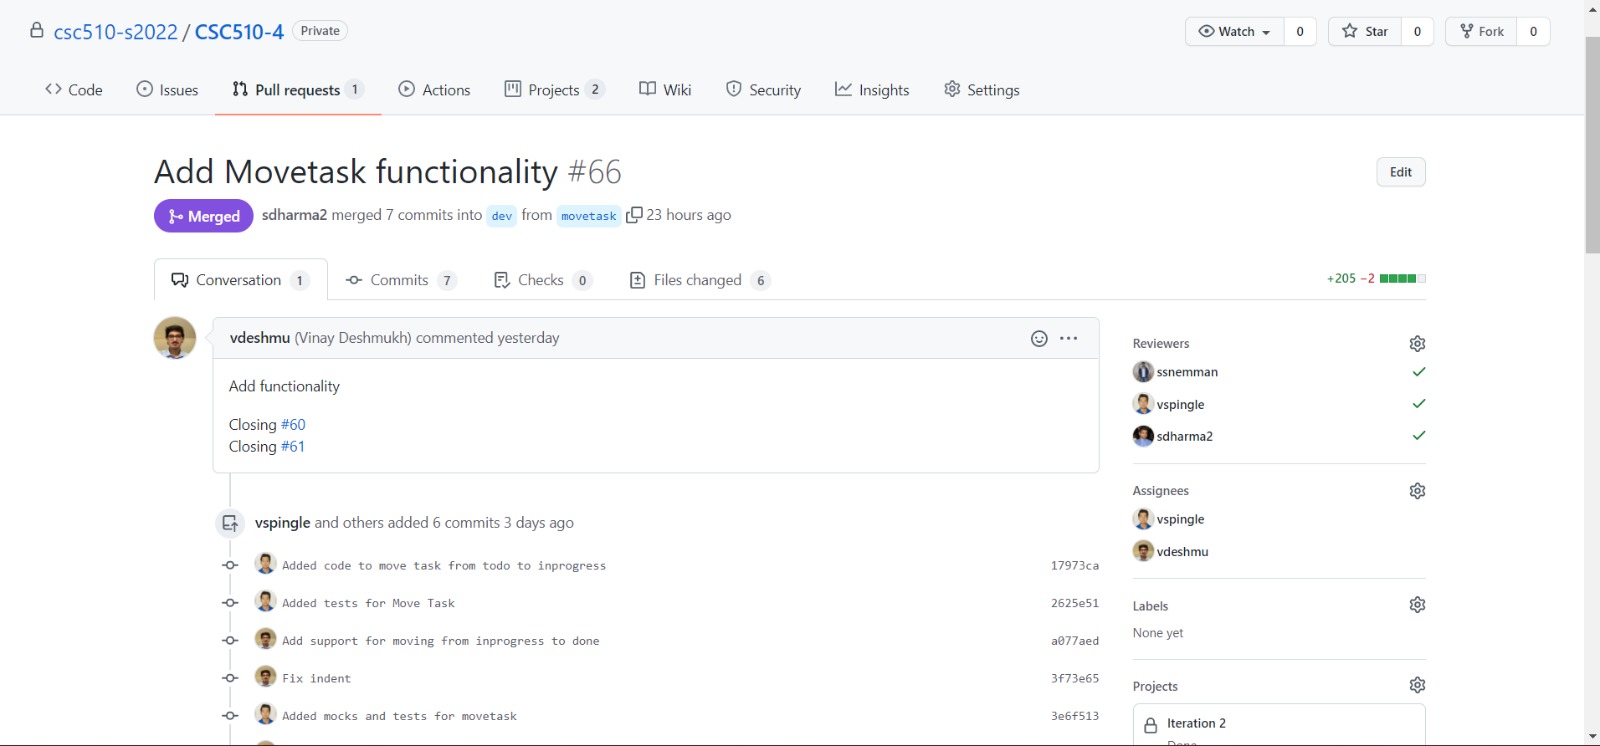 csc510-s2022 / CSC510-4 Private
Watch 0 Star 0 Fork 0
Code Issues Pull requests 1 Actions Projects 2 Wiki Security Insights Settings
Add Movetask functionality #66
Edit
Merged sdharma2 merged 7 commits into dev from movetask 23 hours ago
Conversation 1 Commits 7 Checks 0 Files changed 6
+205 −2
vdeshmu (Vinay Deshmukh) commented yesterday
Add functionality
Closing #60
Closing #61
vspingle and others added 6 commits 3 days ago
Added code to move task from todo to inprogress 17973ca
Added tests for Move Task 2625e51
Add support for moving from inprogress to done a077aed
Fix indent 3f73e65
Added mocks and tests for movetask 3e6f513
Reviewers
ssnemman
vspingle
sdharma2
Assignees
vspingle
vdeshmu
Labels
None yet
Projects
Iteration 2
Done